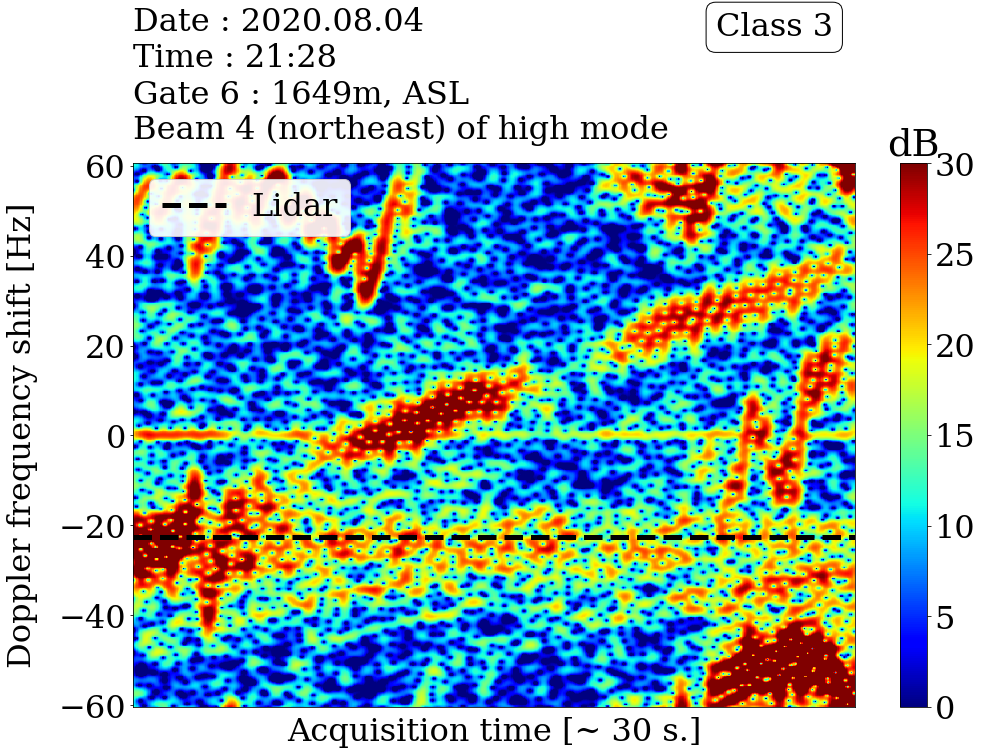 Date : 2020.08.04
Time : 21:28
Gate 6 : 1649m, ASL
Beam 4 (northeast) of high mode
Class 3
dB
Lidar
60
40
20
0
−20
−40
−60
Doppler frequency shift [Hz]
Acquisition time [~ 30 s.]
30
25
20
15
10
5
0